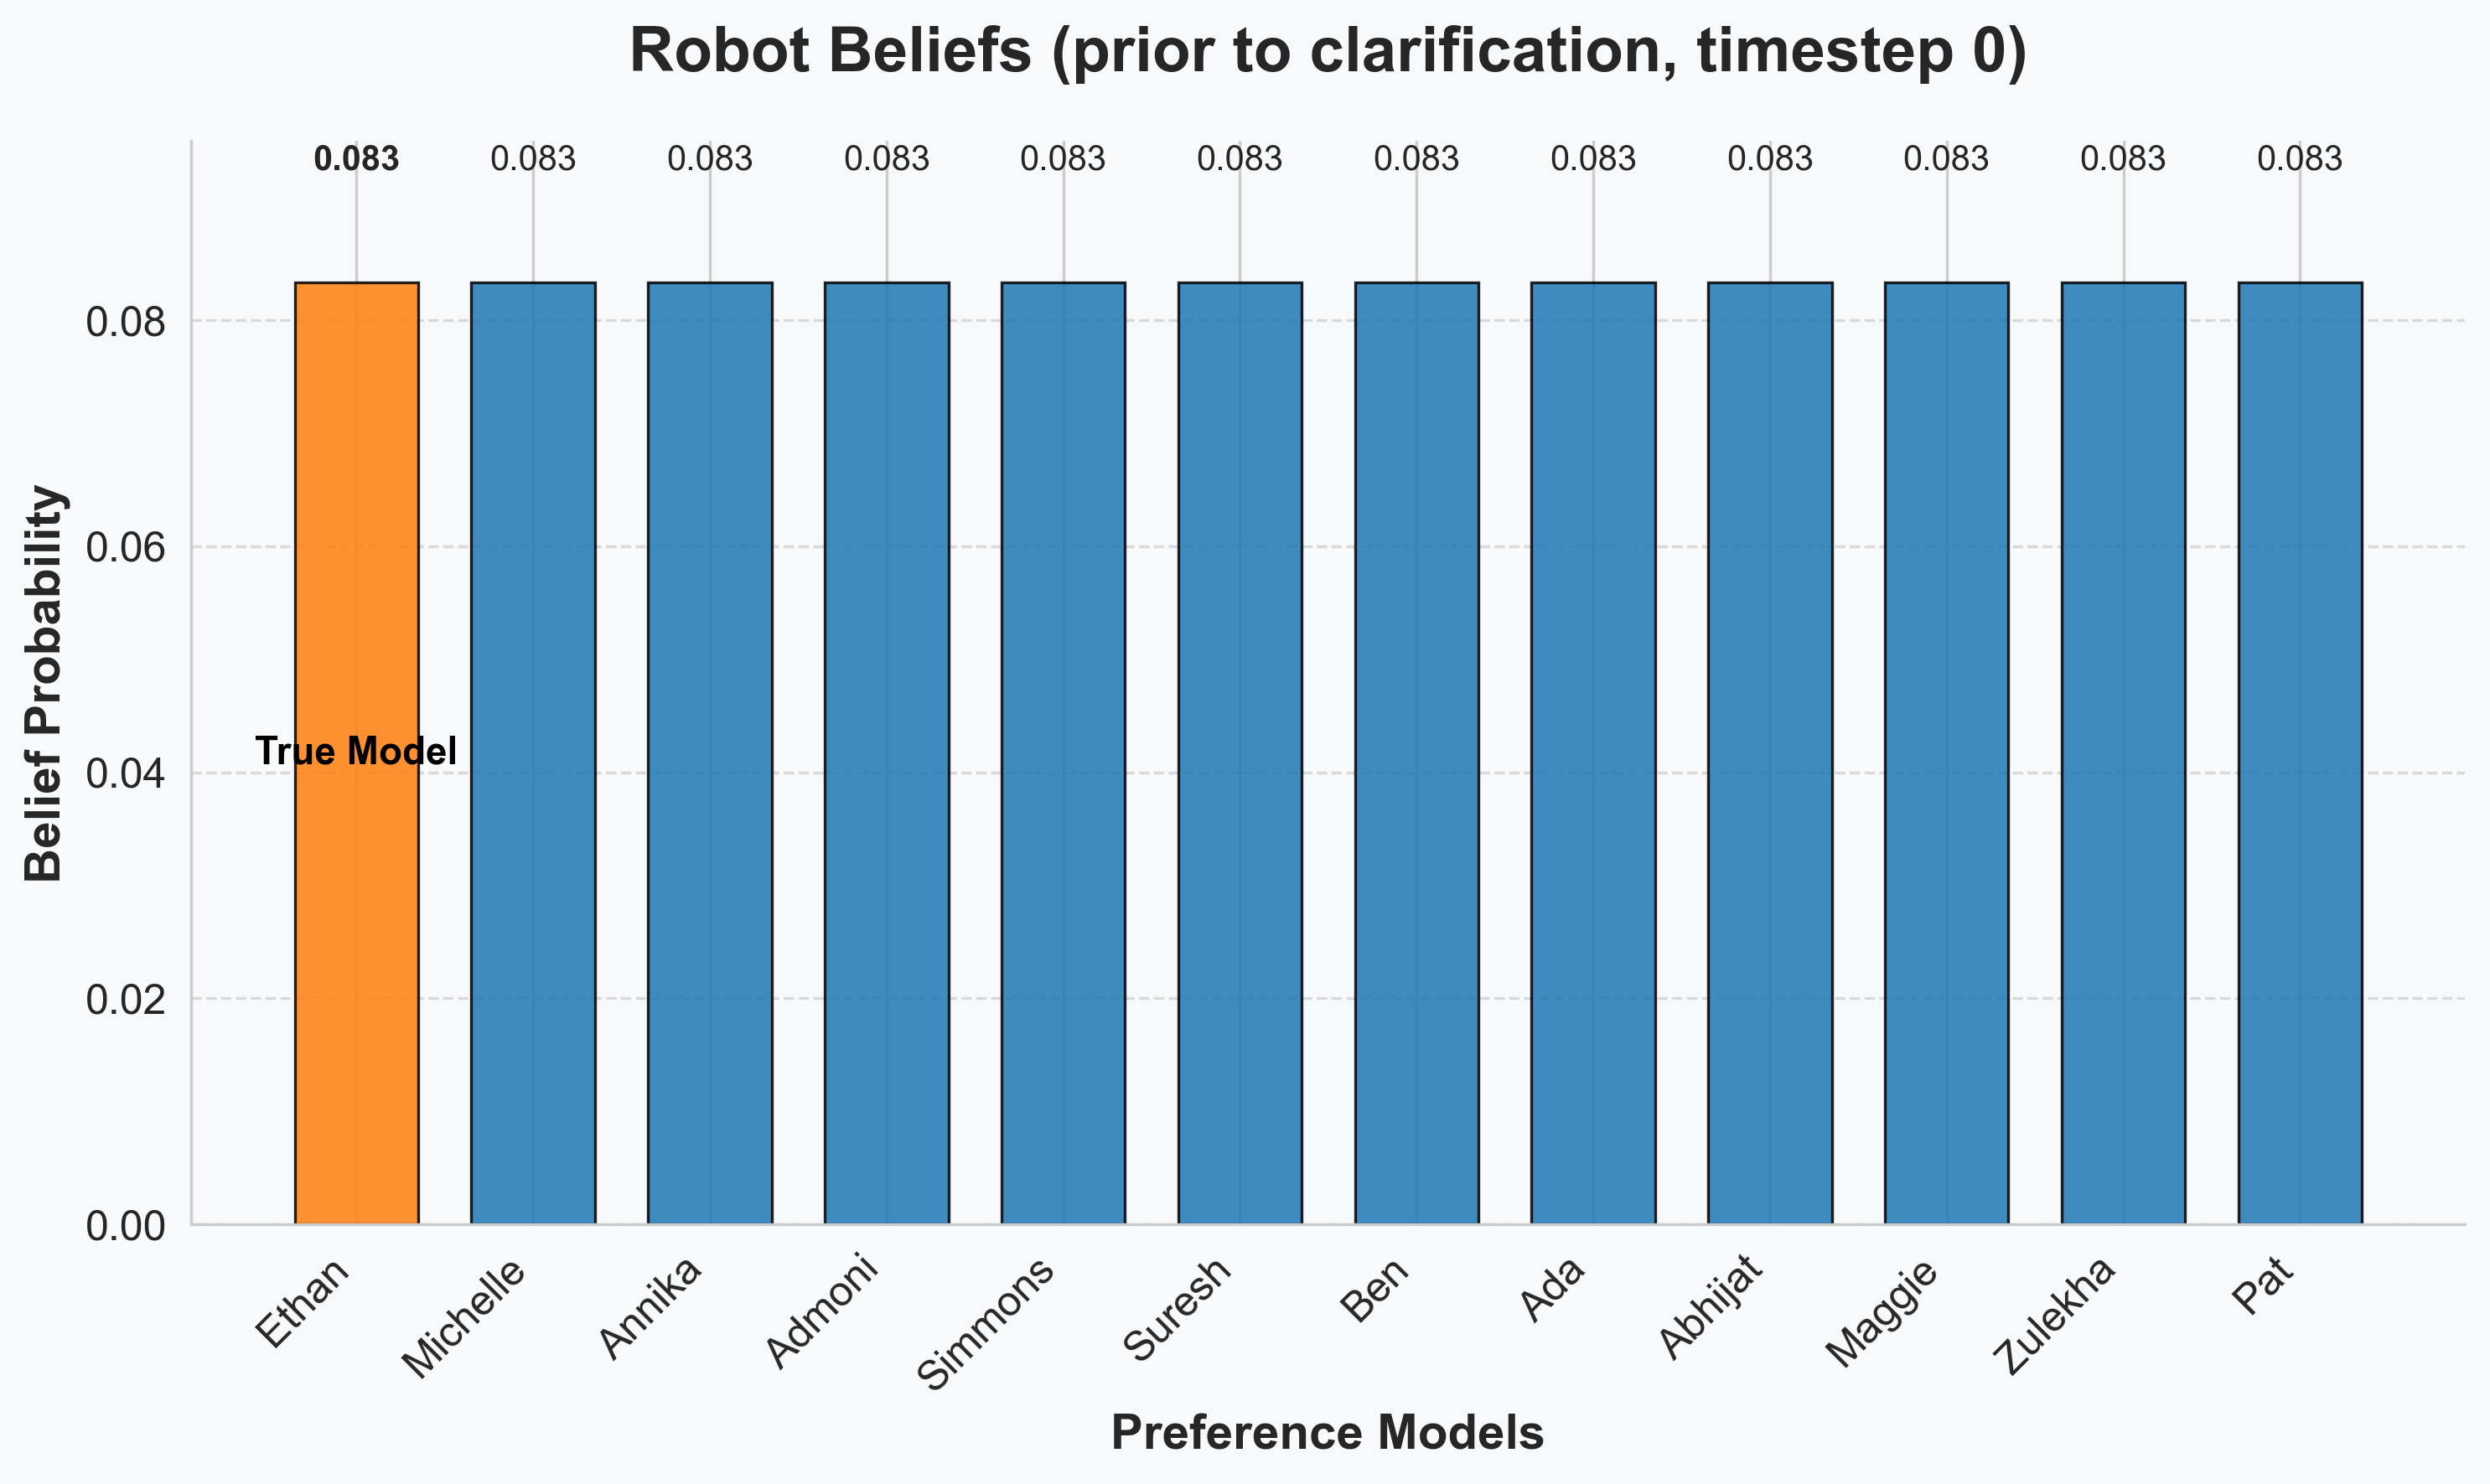 Robot Beliefs (prior to clarification, timestep 0)
0.083 0.083 0.083 0.083 0.083 0.083 0.083 0.083 0.083 0.083 0.083 0.083
0.08
0.06
0.04
0.02
0.00
Belief Probability
True Model
Ethan Michelle Annika Admoni Simmons Suresh Ben Ada Abhijat Maggie Zulekha Pat
Preference Models